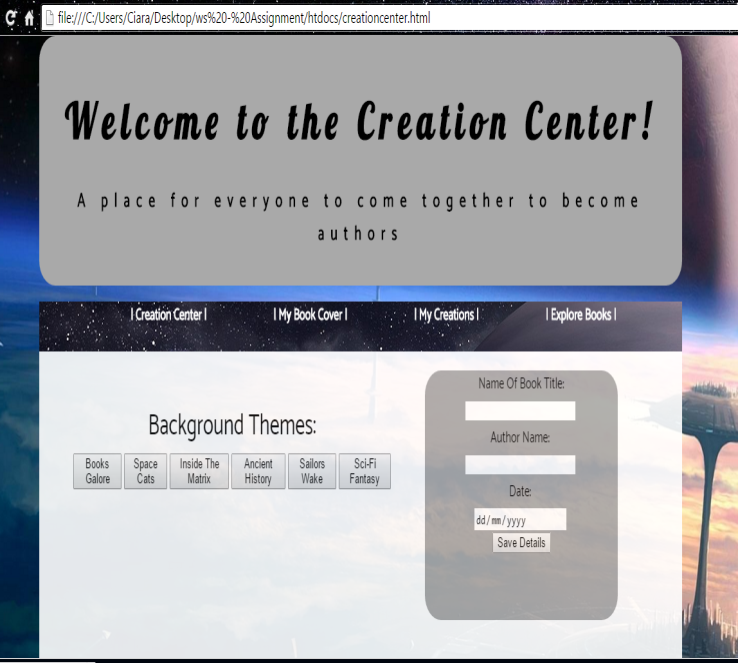 file:///C:/Users/Ciara/Desktop/ws%20-%20Assignment/htdocs/creationcenter.html
Welcome to the Creation Center!
A place for everyone to come together to become
authors
| Creation Center | | My Book Cover | | My Creations | | Explore Books |
Background Themes:
Books Galore
Space Cats
Inside The Matrix
Ancient History
Sailors Wake
Sci-Fi Fantasy
Name Of Book Title:
Author Name:
Date:
dd/mm/yyyy
Save Details